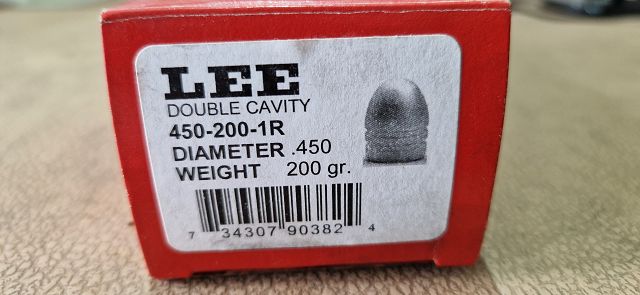 LEE
DOUBLE CAVITY
450-200-1R
DIAMETER .450
WEIGHT 200 gr.
7 34307 90382 4